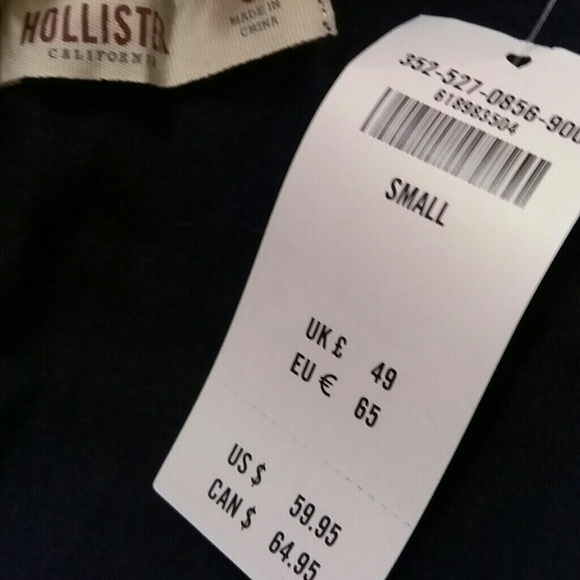 HOLLISTER
CALIFORNIA
MADE IN
CHINA
352-527-0856-900
618883504
SMALL
UK £ 49
EU € 65
US $ 59.95
CAN $ 64.95